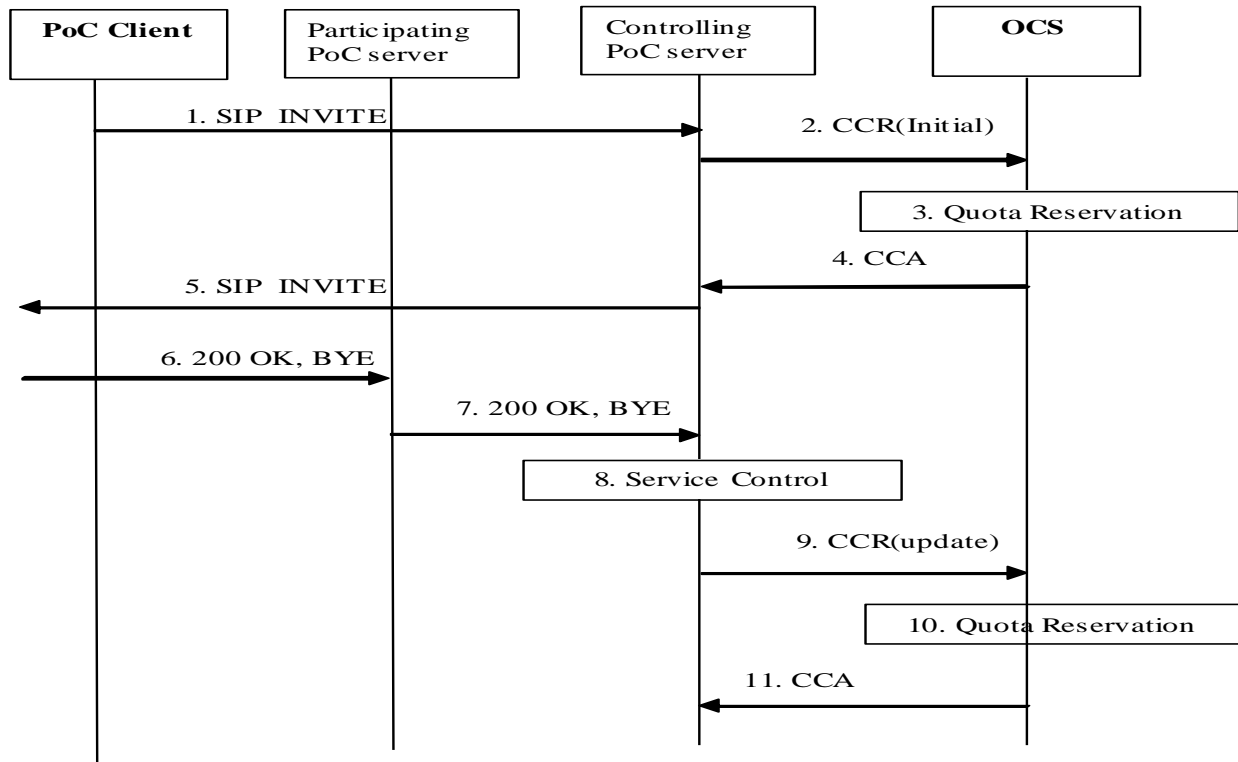 PoC Client
Participating
PoC server
Controlling
PoC server
OCS
1. SIP INVITE
2. CCR(Initial)
3. Quota Reservation
4. CCA
5. SIP INVITE
6. 200 OK, BYE
7. 200 OK, BYE
8. Service Control
9. CCR(update)
10. Quota Reservation
11. CCA